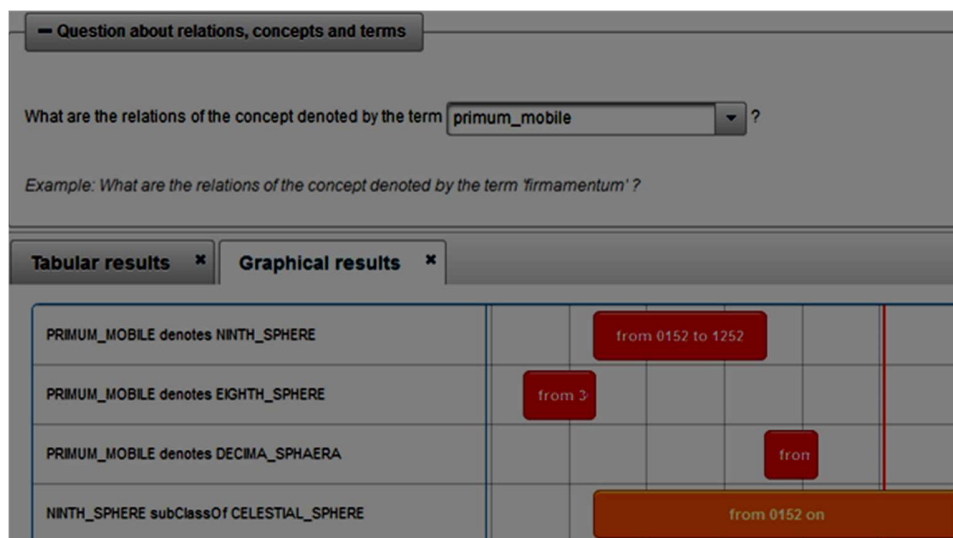 Question about relations, concepts and terms
What are the relations of the concept denoted by the term primum_mobile ?
Example: What are the relations of the concept denoted by the term 'firmamentum' ?
Tabular results Graphical results
PRIMUM_MOBILE denotes NINTH_SPHERE from 0152 to 1252
PRIMUM_MOBILE denotes EIGHTH_SPHERE from 3
PRIMUM_MOBILE denotes DECIMA_SPHAERA from
NINTH_SPHERE subClassOf CELESTIAL_SPHERE from 0152 on